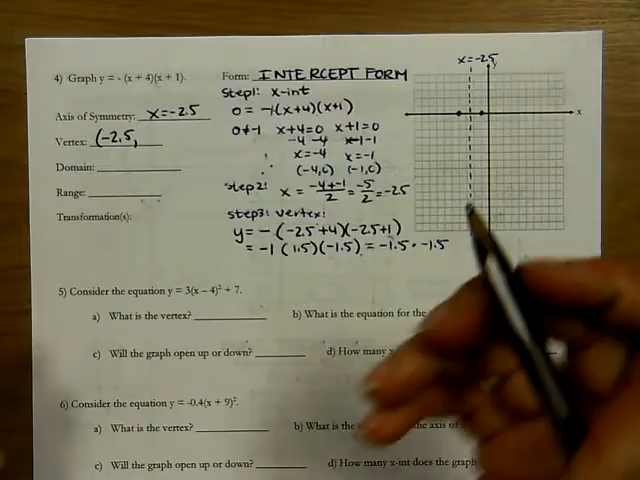 x=-2.5
y
4) Graph y = - (x + 4)(x + 1).
Form: INTERCEPT FORM
Step1: x-int
Axis of Symmetry: x=-2.5
0 = -1(x+4)(x+1)
x
Vertex: (-2.5,
0≠-1 x+4=0 x+1=0
-4 -4 -1 -1
x=-4 x=-1
Domain:
(-4,0) (-1,0)
Range:
step2: x = -4+-1/2 = -5/2 = -2.5
Transformation(s):
step3: vertex:
y= -(-2.5+4)(-2.5+1)
= -1 (1.5)(-1.5) = -1.5 · -1.5
5) Consider the equation y = 3(x – 4)² + 7.
a) What is the vertex?
b) What is the equation for the
c) Will the graph open up or down?
d) How many x
6) Consider the equation y = -0.4(x + 9)².
a) What is the vertex?
b) What is the the axis of
c) Will the graph open up or down?
d) How many x-int does the graph